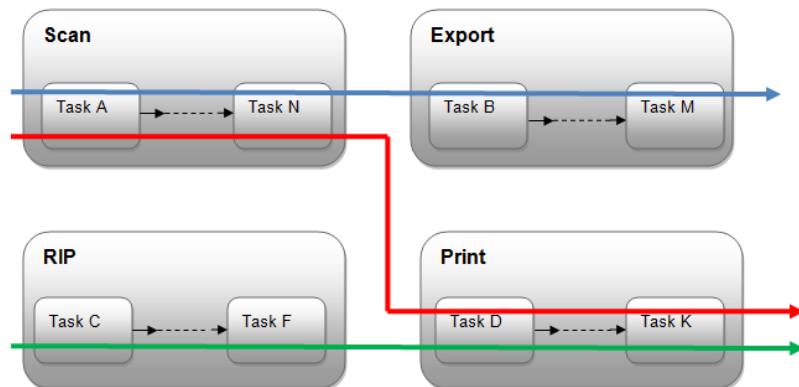 Scan
Export
Task A
Task N
Task B
Task M
RIP
Print
Task C
Task F
Task D
Task K